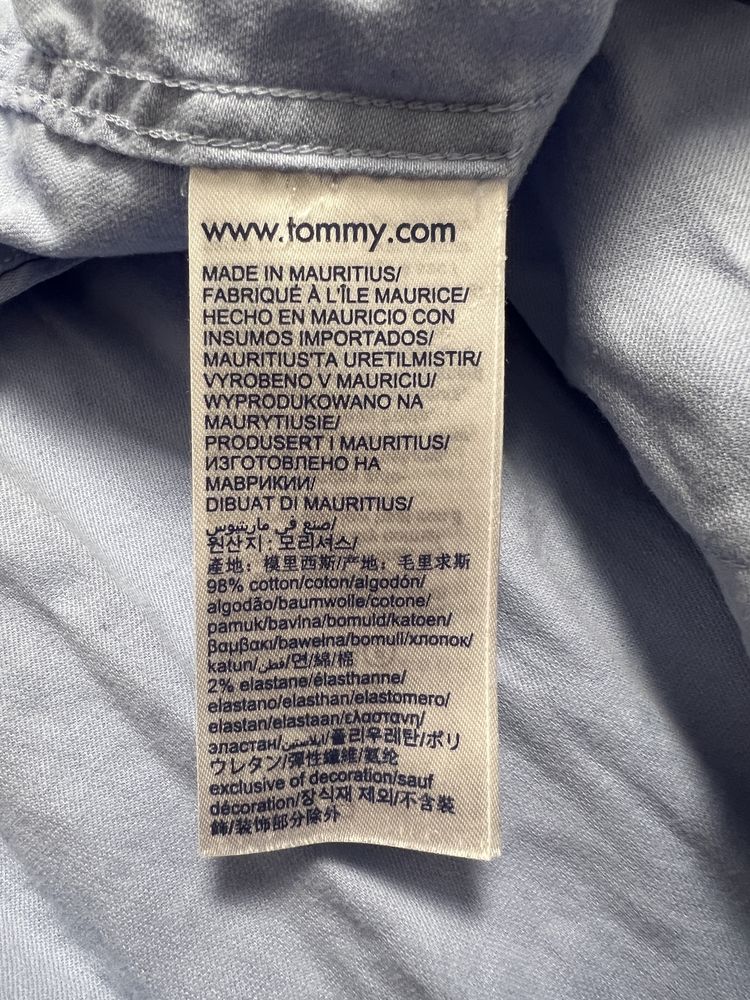 www.tommy.com
MADE IN MAURITIUS/
FABRIQUÉ À L'ÎLE MAURICE/
HECHO EN MAURICIO CON
INSUMOS IMPORTADOS/
MAURITIUS'TA URETILMISTIR/
VYROBENO V MAURICIU/
WYPRODUKOWANO NA
MAURYTIUSIE/
PRODUSERT I MAURITIUS/
ИЗГОТОВЛЕНО НА
МАВРИКИИ/
DIBUAT DI MAURITIUS/
صنع في ماريتيوس/
원산지 : 모리셔스/
產地：模里西斯/产地：毛里求斯
98% cotton/coton/algodón/
algodão/baumwolle/cotone/
pamuk/bavlna/bomuld/katoen/
βαμβακι/bawełna/bomull/хлопок/
katun/قطن/면/綿/棉
2% elastane/élasthanne/
elastano/elasthan/elastomero/
elastan/elastaan/ελαστανη/
эластан/ايلاستين/폴리우레탄/ポリ
ウレタン/彈性纖維/氨纶
exclusive of decoration/sauf
décoration/장식재 제외/不含裝
飾/装饰部分除外